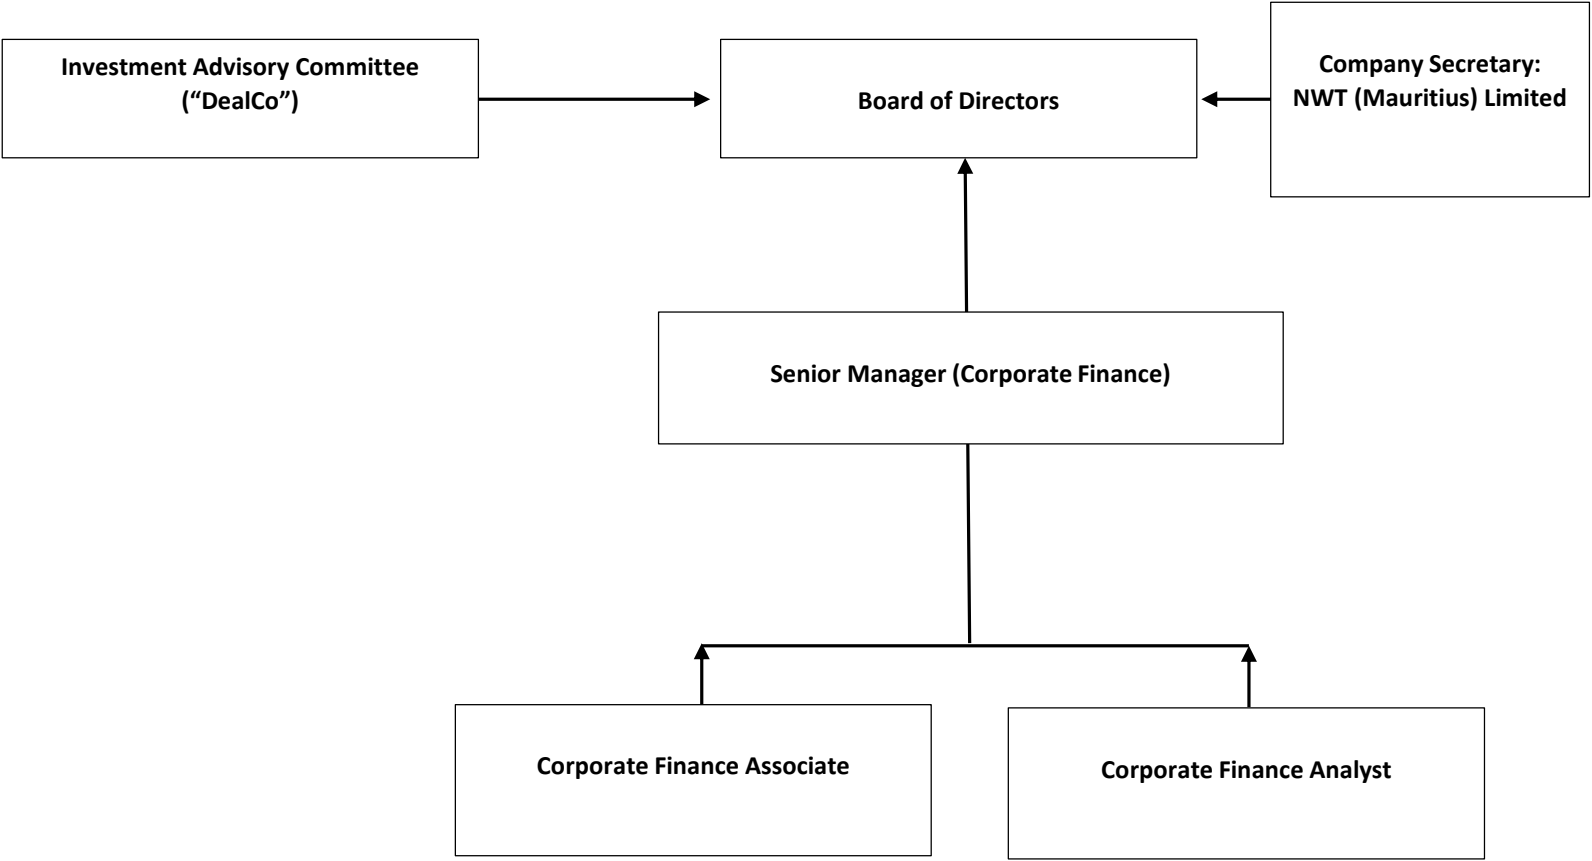 Investment Advisory Committee
(“DealCo”)
Board of Directors
Company Secretary:
NWT (Mauritius) Limited
Senior Manager (Corporate Finance)
Corporate Finance Associate
Corporate Finance Analyst